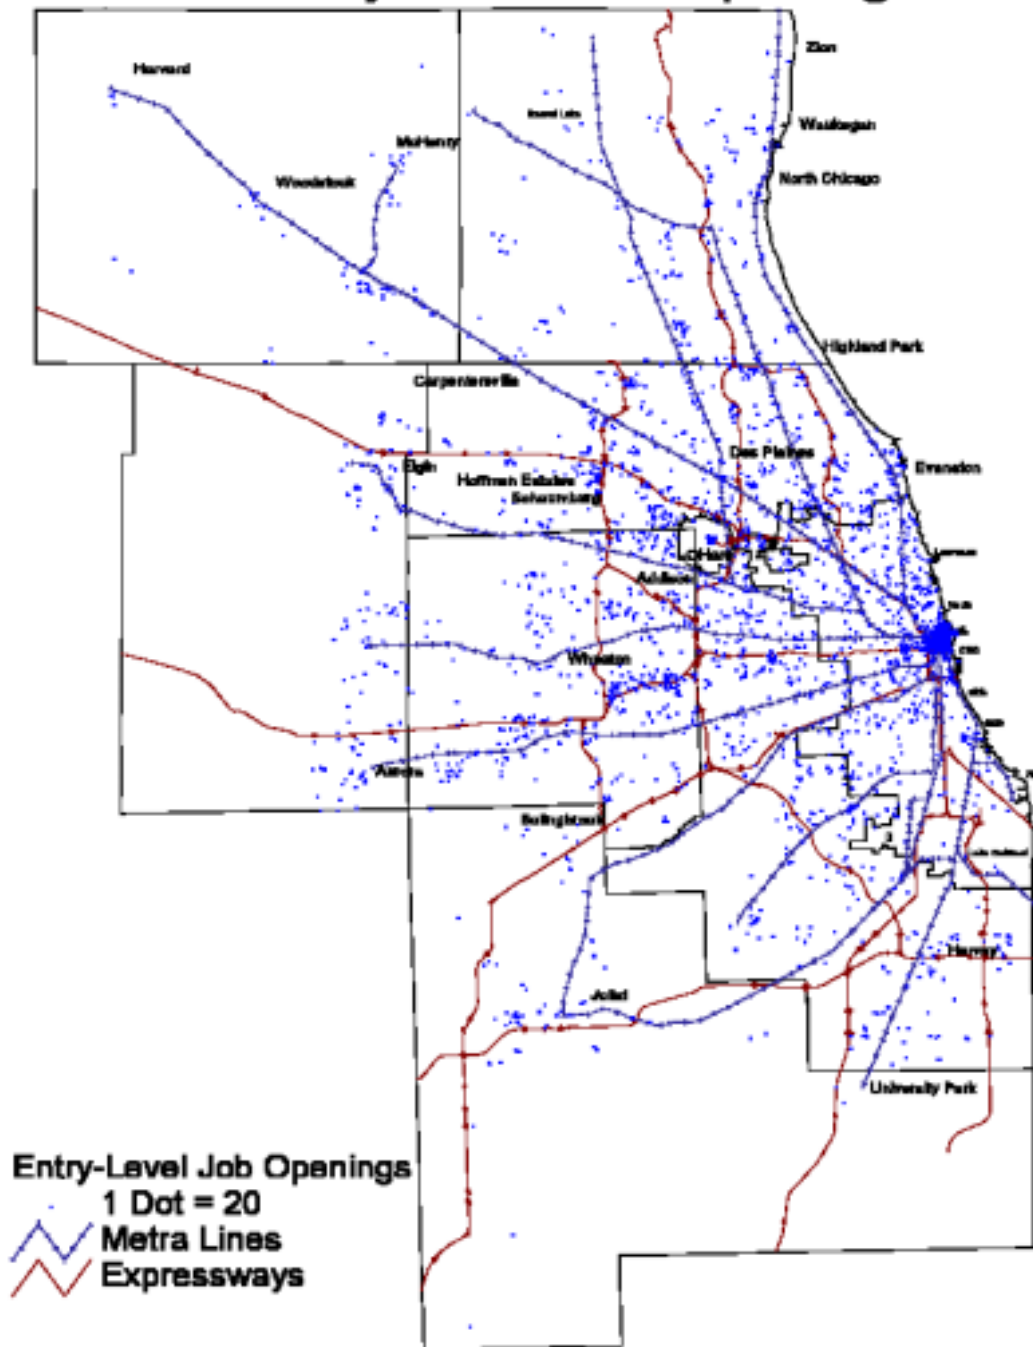 Zion
Harvard
Waukegan
McHenry
Woodstock
North Chicago
Highland Park
Carpentersville
Des Plaines
Elgin
Evanston
Hoffman Estates
Schaumburg
O'Hare
Addison
Wheaton
Aurora
Bolingbrook
Harvey
Joliet
University Park
Entry-Level Job Openings
1 Dot = 20
Metra Lines
Expressways